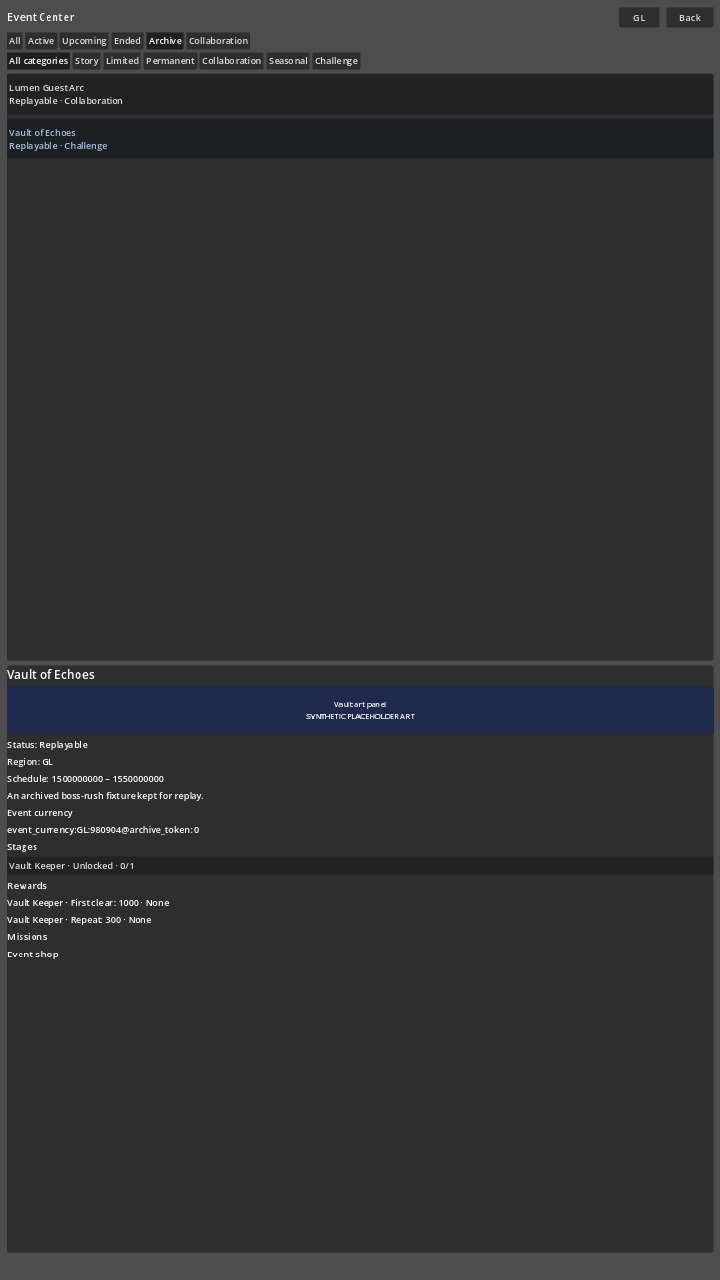 Event Center
GL
Back
All Active Upcoming Ended Archive Collaboration
All categories Story Limited Permanent Collaboration Seasonal Challenge
Lumen Guest Arc
Replayable · Collaboration
Vault of Echoes
Replayable · Challenge
Vault of Echoes
Vault art panel
SYNTHETIC PLACEHOLDER ART
Status: Replayable
Region: GL
Schedule: 1500000000 – 1550000000
An archived boss-rush fixture kept for replay.
Event currency
event_currency:GL:980904@archive_token: 0
Stages
Vault Keeper · Unlocked · 0/1
Rewards
Vault Keeper · First clear: 1000 · None
Vault Keeper · Repeat: 300 · None
Missions
Event shop